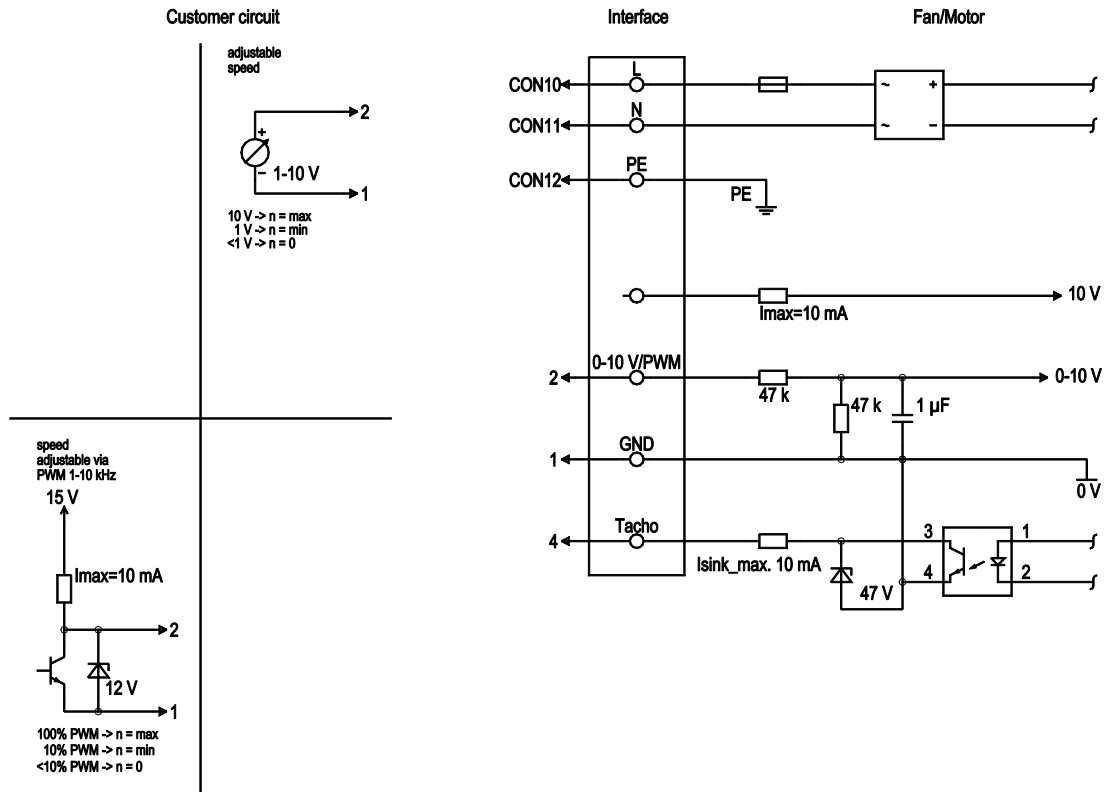 Customer circuit
Interface
Fan/Motor
adjustable
speed
2
+
− 1-10 V
1
10 V -> n = max
1 V -> n = min
<1 V -> n = 0
speed
adjustable via
PWM 1-10 kHz
15 V
Imax=10 mA
2
12 V
1
100% PWM -> n = max
10% PWM -> n = min
<10% PWM -> n = 0
L
CON10
~ +
N
CON11
~ −
PE
CON12
PE
10 V
Imax=10 mA
0-10 V/PWM
2
0-10 V
47 k
47 k
1 µF
GND
1
0 V
Tacho
4
3
1
Isink_max. 10 mA
4
2
47 V